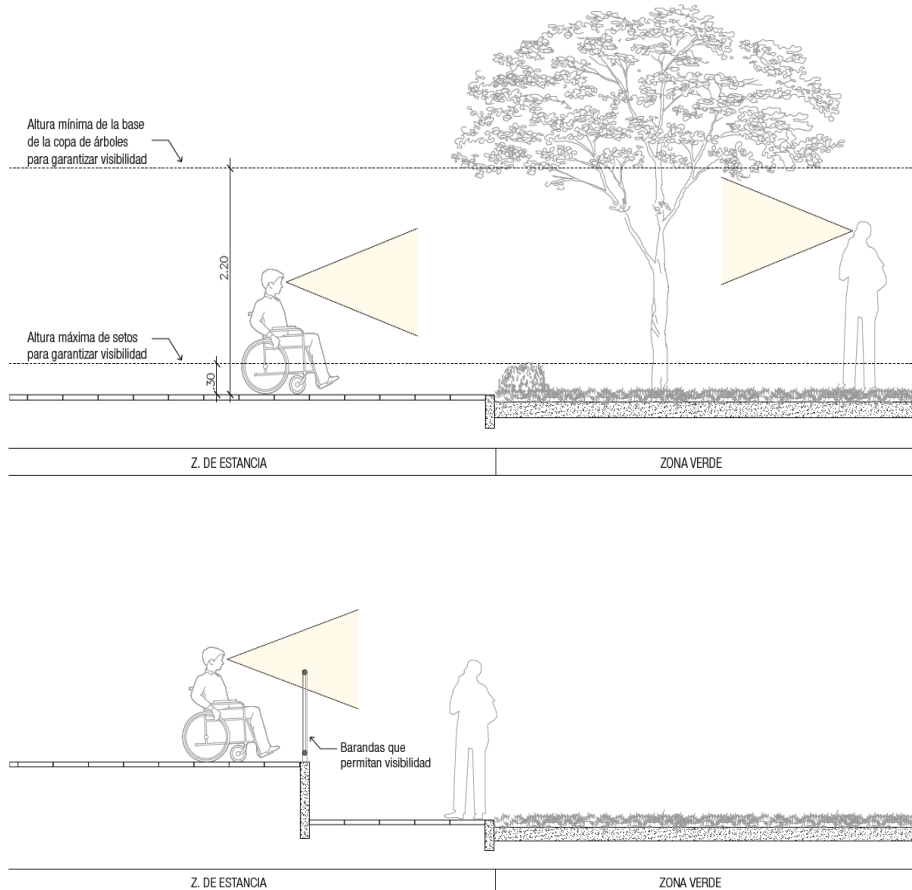 Altura mínima de la base
de la copa de árboles
para garantizar visibilidad
2.20
Altura máxima de setos
para garantizar visibilidad
.30
Z. DE ESTANCIA
ZONA VERDE
Barandas que
permitan visibilidad
Z. DE ESTANCIA
ZONA VERDE